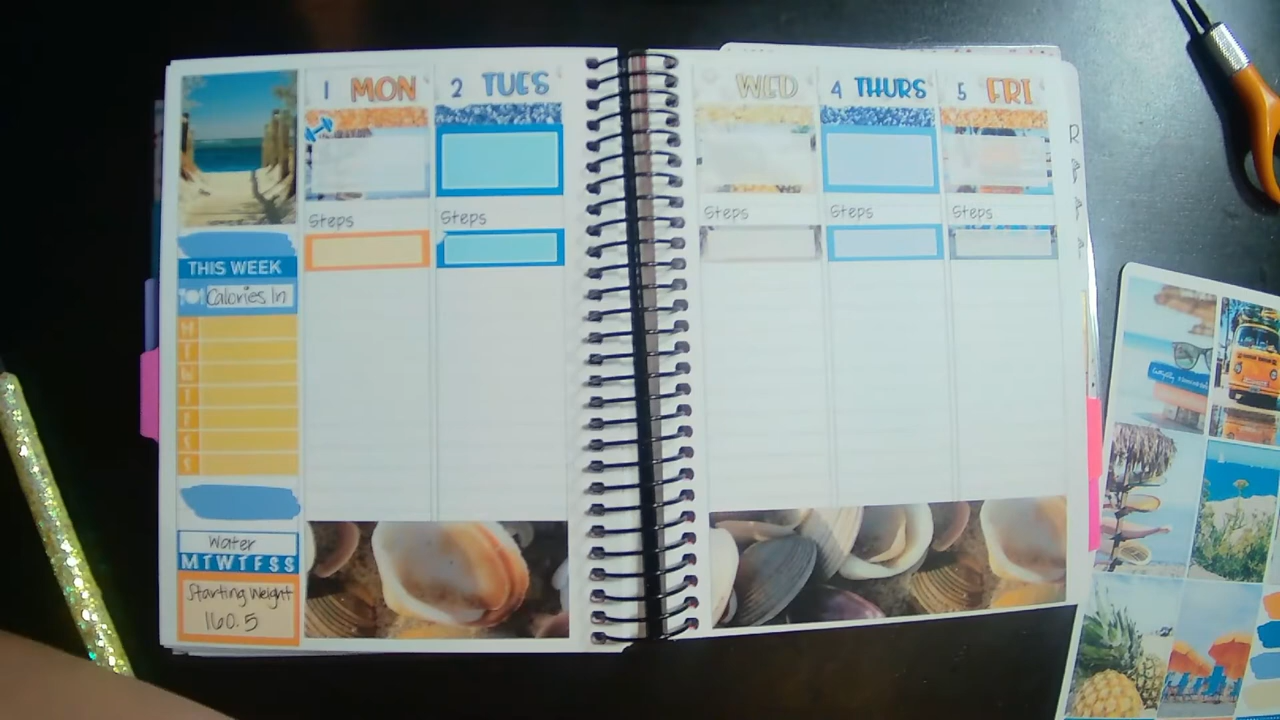 1 MON
2 TUES
WED
4 THURS
5 FRI
Steps
Steps
Steps
Steps
Steps
THIS WEEK
Calories In
Water
M T W T F S S
Starting Weight
160.5